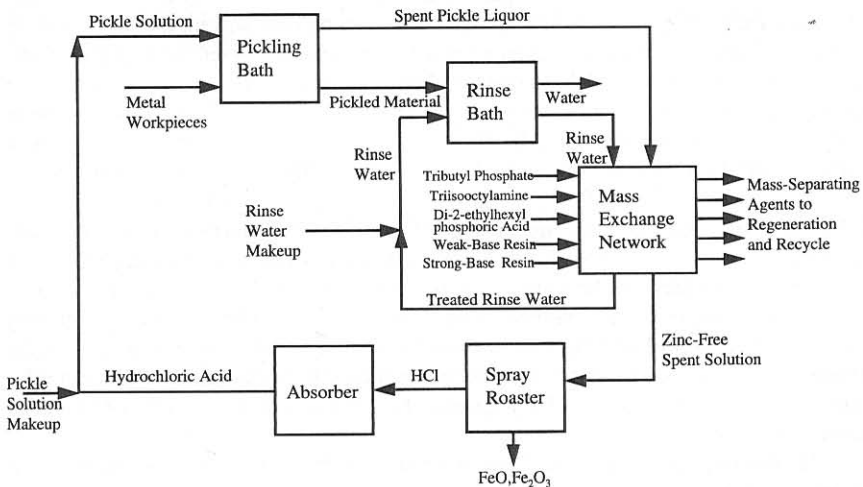 Pickle Solution
Spent Pickle Liquor
Pickling
Bath
Metal
Workpieces
Pickled Material
Rinse
Bath
Water
Rinse
Water
Rinse
Water
Tributyl Phosphate
Triisooctylamine
Di-2-ethylhexyl
phosphoric Acid
Weak-Base Resin
Strong-Base Resin
Mass
Exchange
Network
Mass-Separating
Agents to
Regeneration
and Recycle
Rinse
Water
Makeup
Treated Rinse Water
Zinc-Free
Spent Solution
Pickle
Solution
Makeup
Hydrochloric Acid
Absorber
HCl
Spray
Roaster
FeO,Fe₂O₃